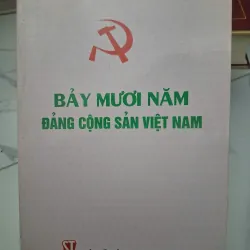 BẢY MƯƠI NĂM
ĐẢNG CỘNG SẢN VIỆT NAM